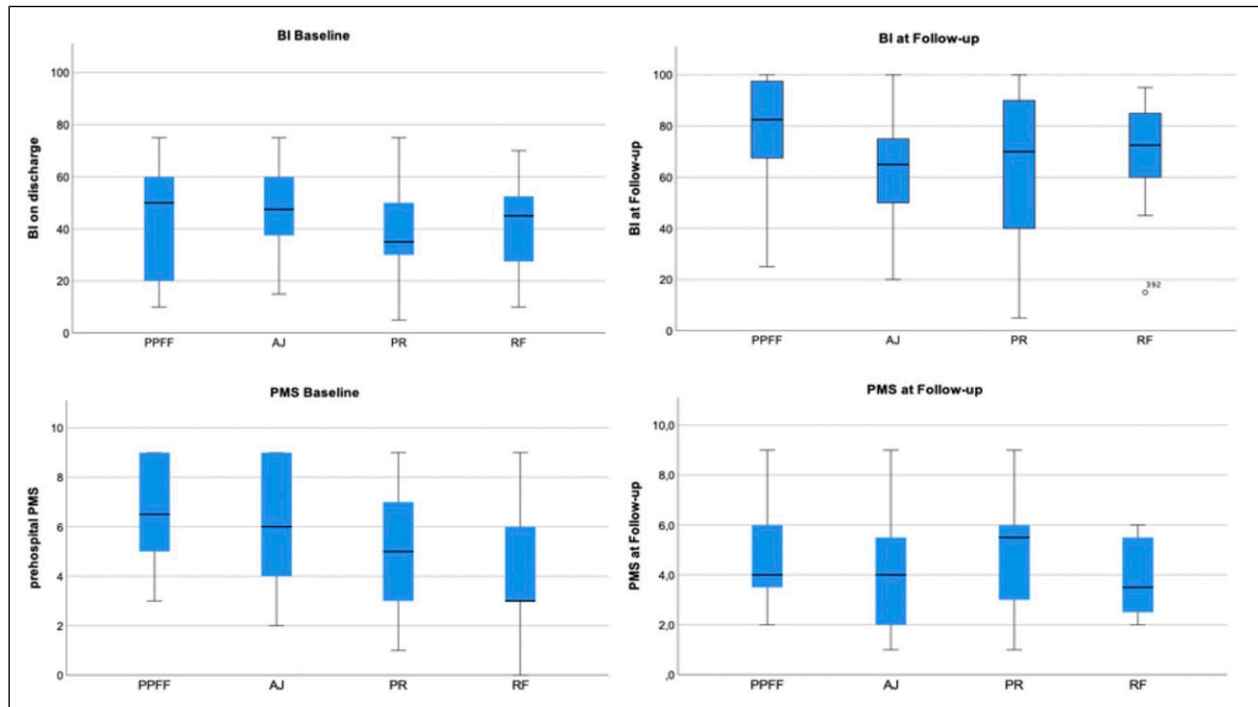 BI Baseline
BI on discharge
100
80
60
40
20
0
PPFF AJ PR RF
BI at Follow-up
BI at Follow-up
100
80
60
40
20
0
392
PPFF AJ PR RF
PMS Baseline
prehospital PMS
10
8
6
4
2
0
PPFF AJ PR RF
PMS at Follow-up
PMS at Follow-up
10,0
8,0
6,0
4,0
2,0
,0
PPFF AJ PR RF